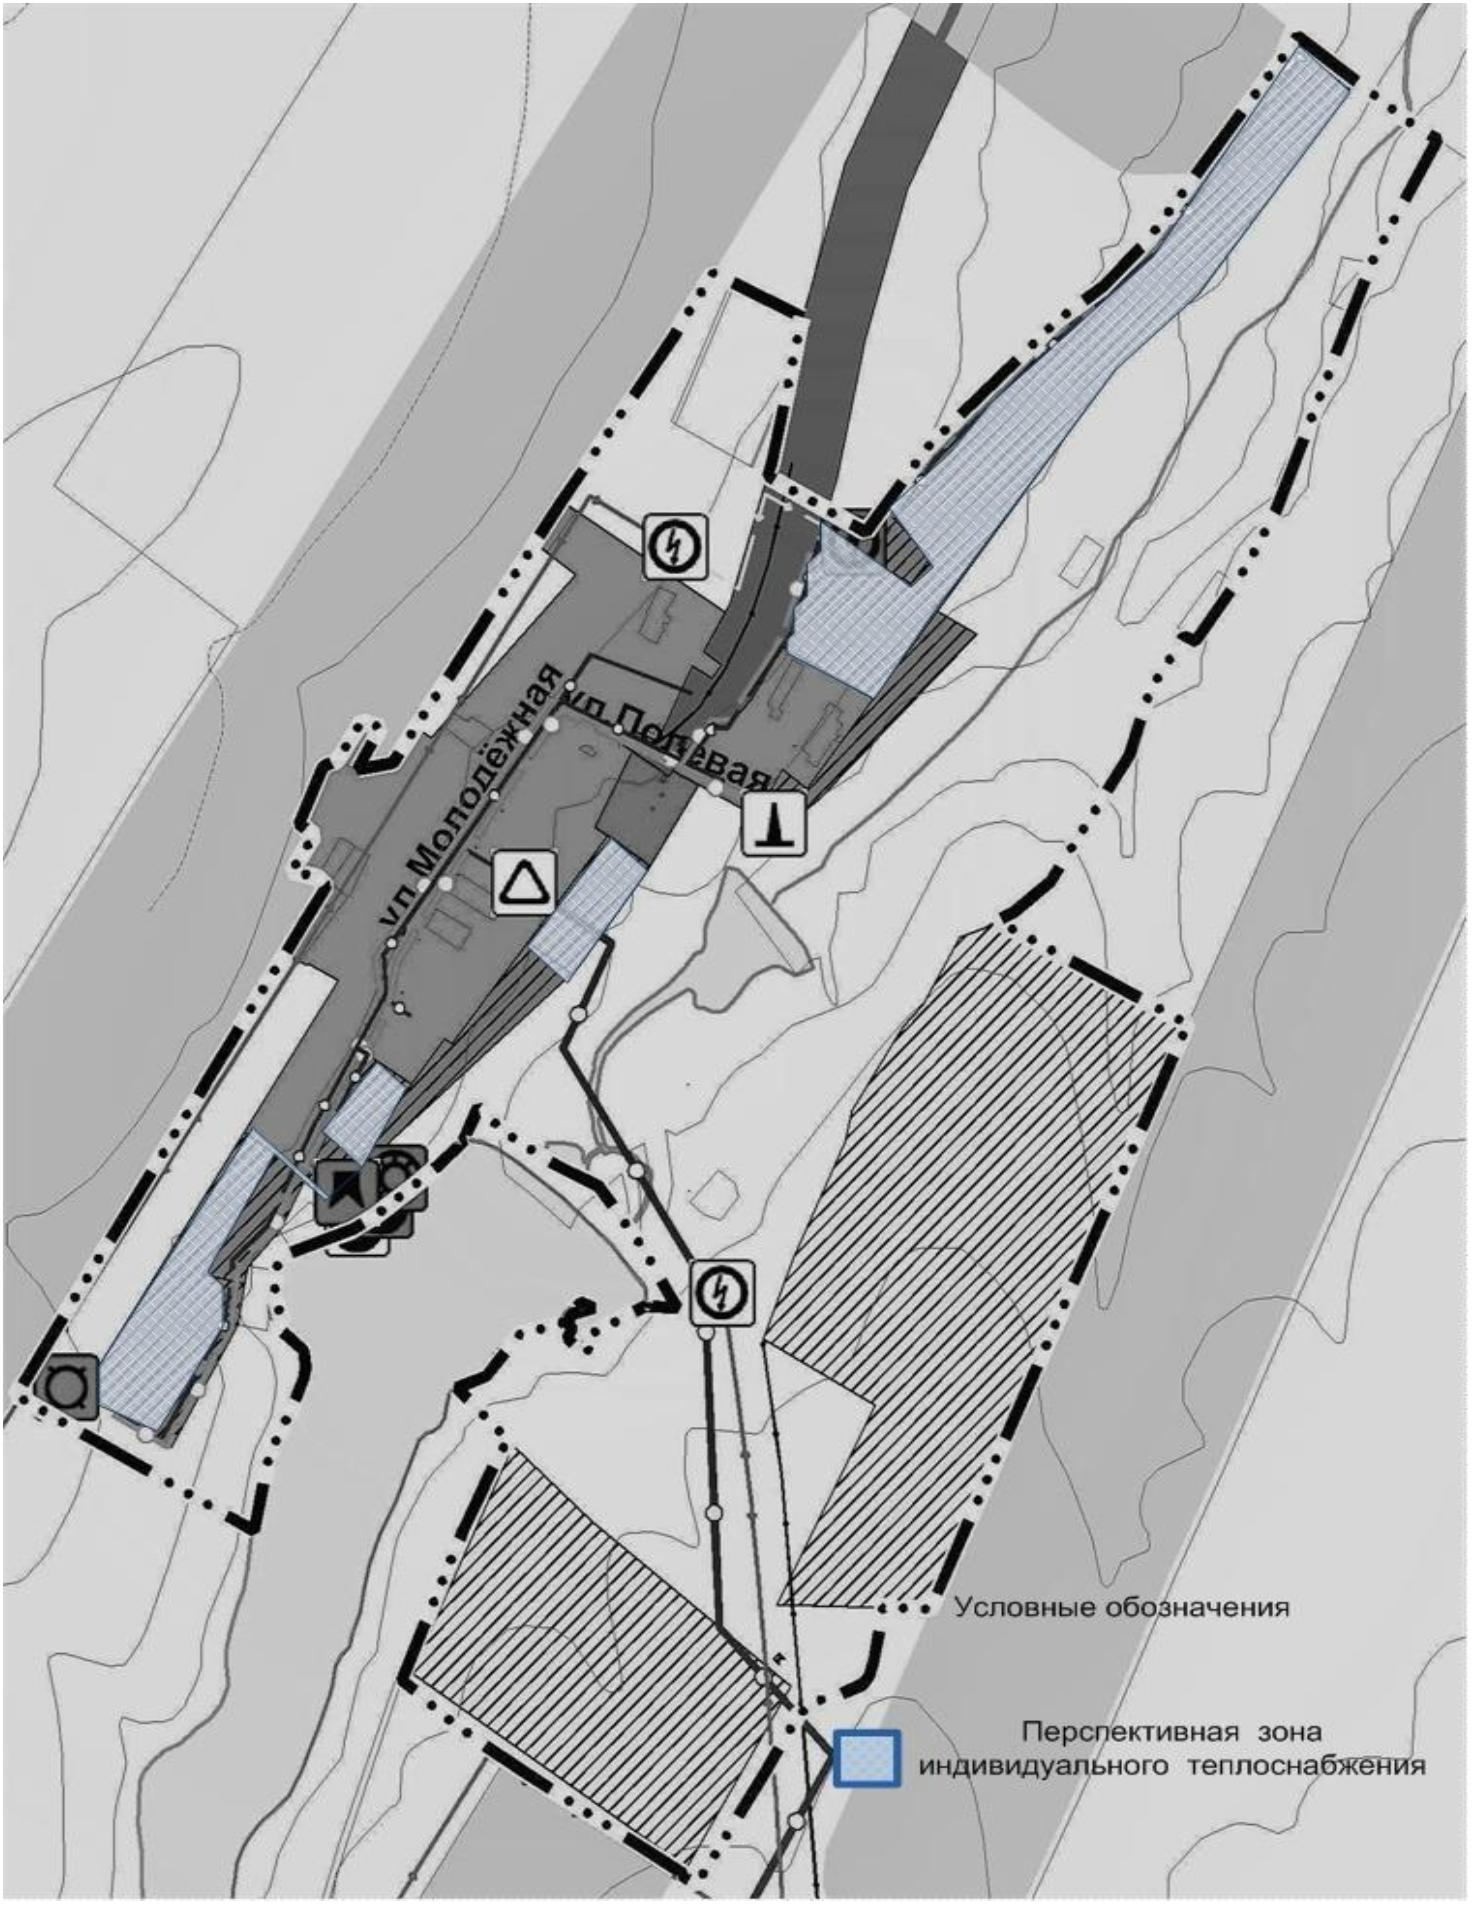 ул Полевая
ул Молодёжная
Условные обозначения
Перспективная зона
индивидуального теплоснабжения